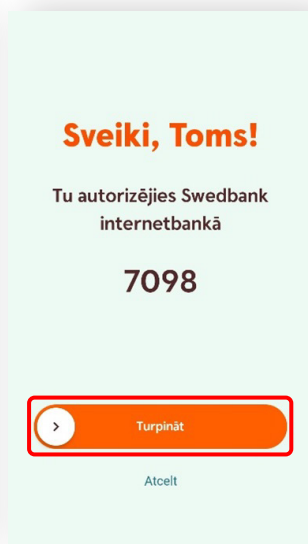 Sveiki, Toms!
Tu autorizējies Swedbank
internetbankā
7098
Turpināt
Atcelt